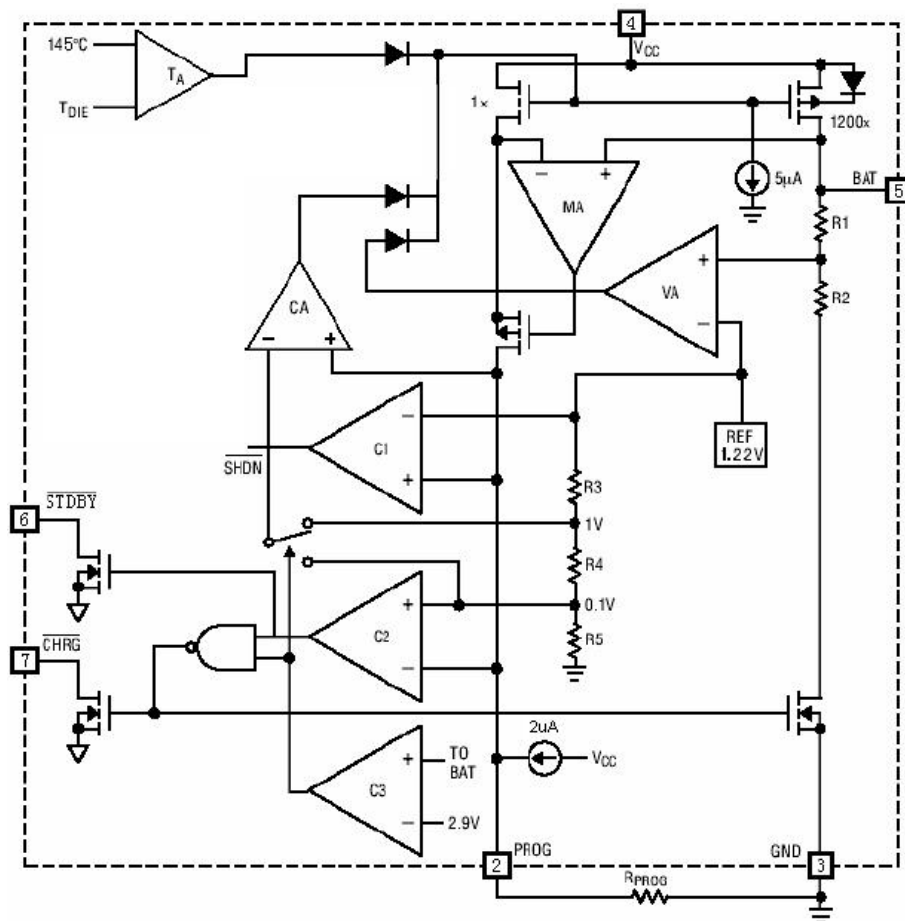 4
145°C
VCC
TA
TDIE
1×
1200x
− +
MA
5μA
BAT
5
R1
+
VA
R2
−
CA
− +
−
C1
+
SHDN
REF
1.22V
R3
STDBY
6
1V
R4
+
0.1V
C2
R5
CHRG
7
−
2uA
+
TO
BAT
VCC
C3
−
2.9V
PROG
GND
2
3
RPROG